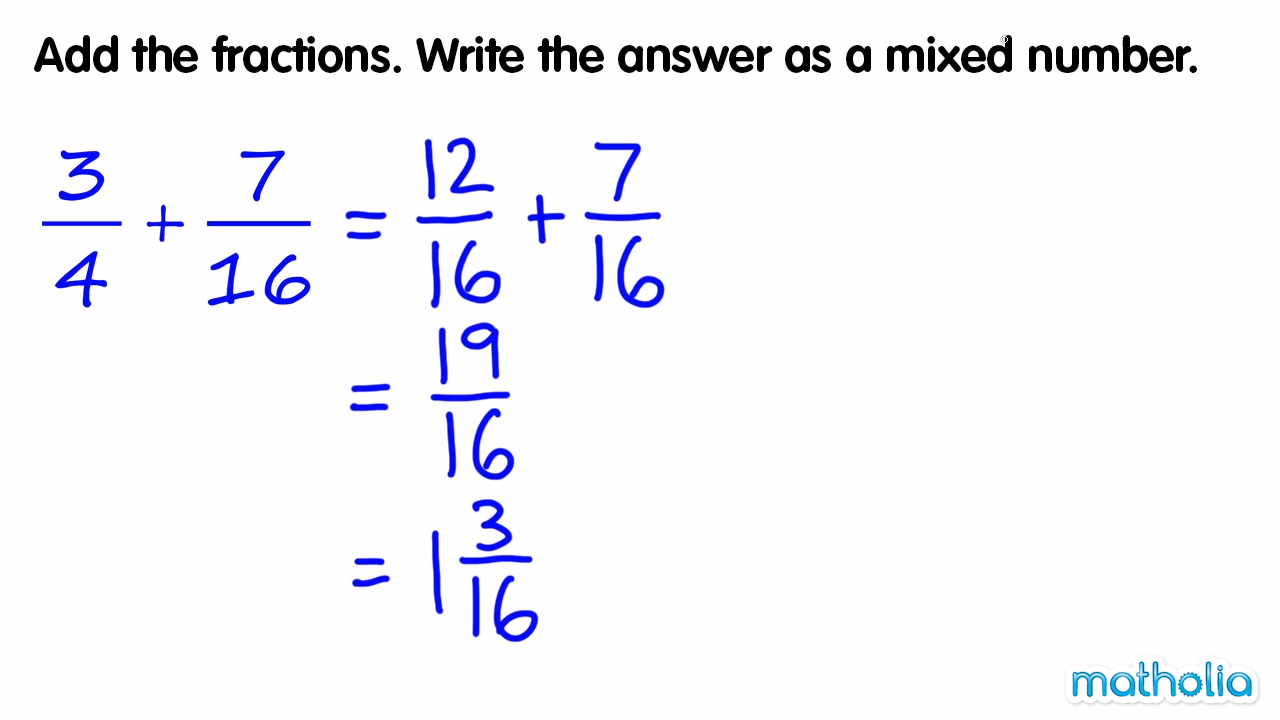 Add the fractions. Write the answer as a mixed number.
3/4 + 7/16 = 12/16 + 7/16
= 19/16
= 1 3/16
matholia